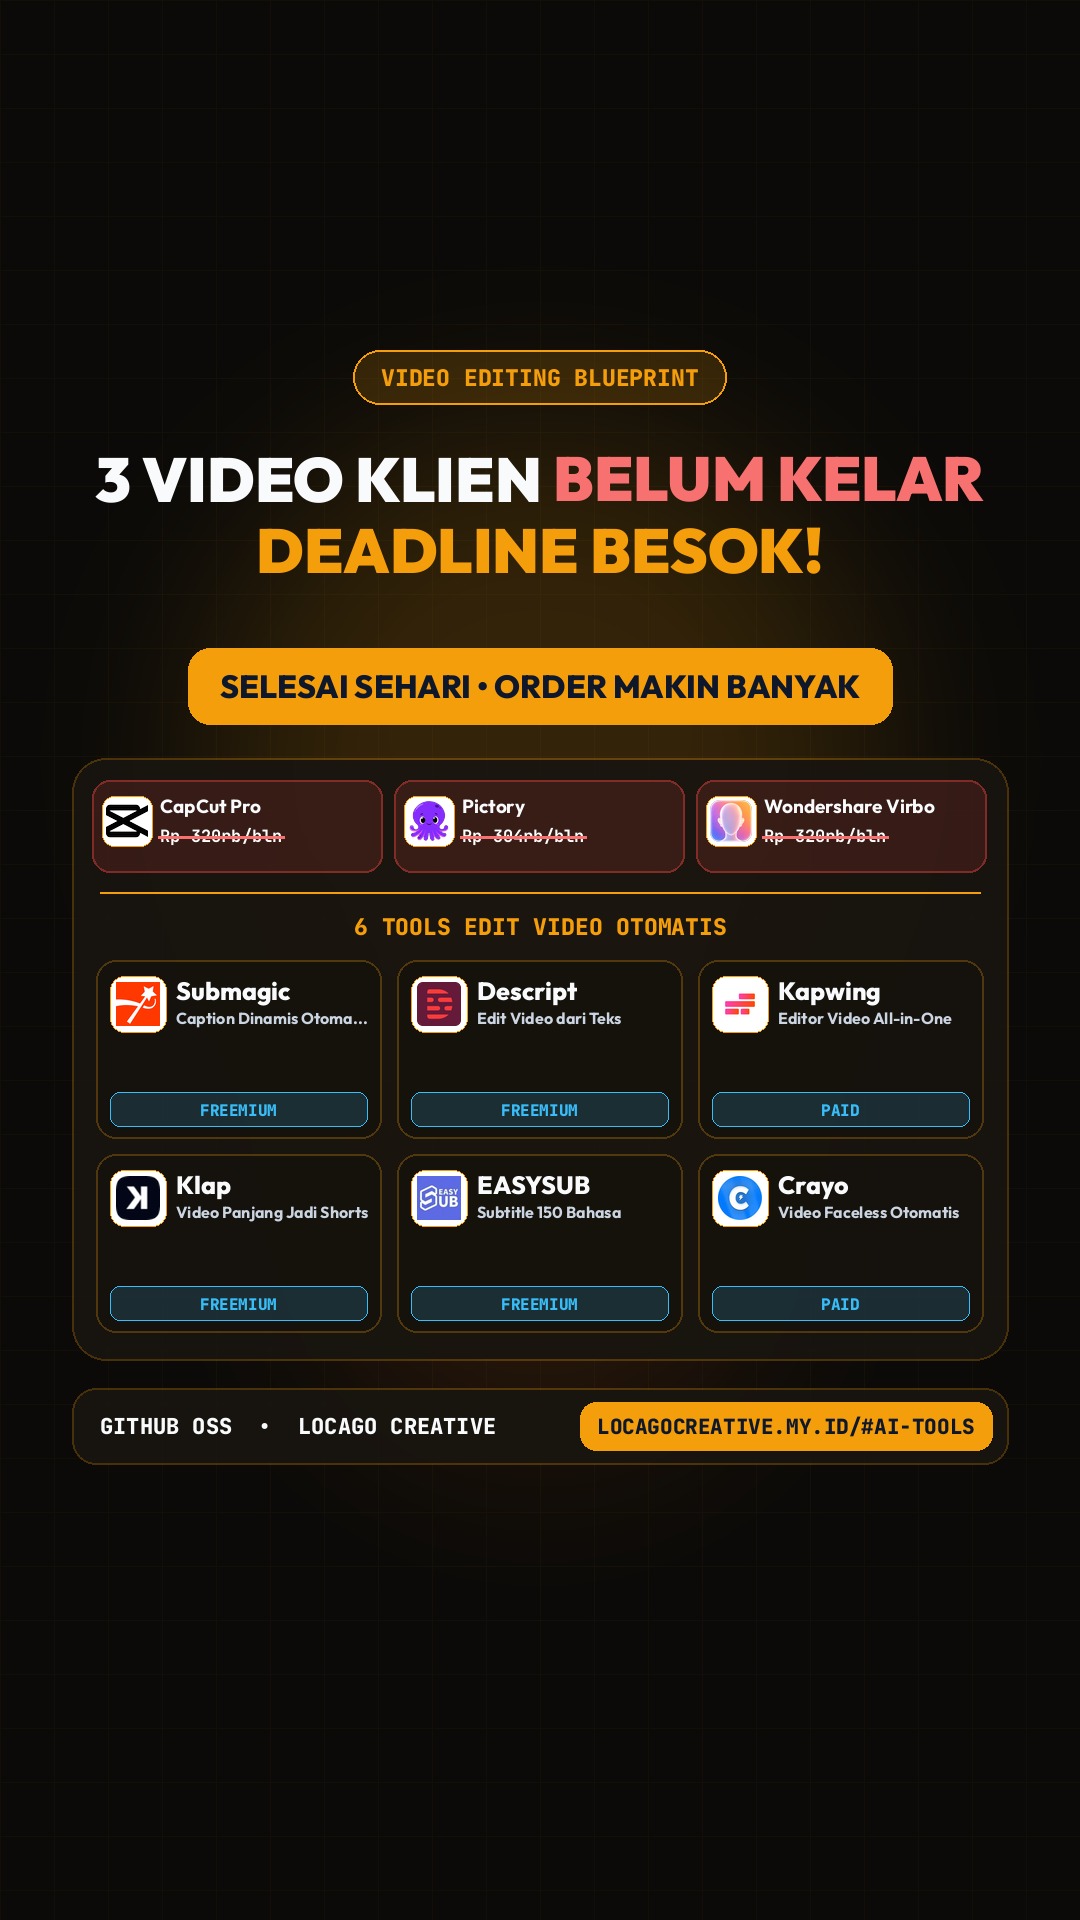 VIDEO EDITING BLUEPRINT
3 VIDEO KLIEN BELUM KELAR
DEADLINE BESOK!
SELESAI SEHARI • ORDER MAKIN BANYAK
CapCut Pro
Rp 320rb/bln
Pictory
Rp 304rb/bln
Wondershare Virbo
Rp 320rb/bln
6 TOOLS EDIT VIDEO OTOMATIS
Submagic
Caption Dinamis Otoma...
FREEMIUM
Descript
Edit Video dari Teks
FREEMIUM
Kapwing
Editor Video All-in-One
PAID
Klap
Video Panjang Jadi Shorts
FREEMIUM
EASY
SUB
EASYSUB
Subtitle 150 Bahasa
FREEMIUM
Crayo
Video Faceless Otomatis
PAID
GITHUB OSS • LOCAGO CREATIVE
LOCAGOCREATIVE.MY.ID/#AI-TOOLS